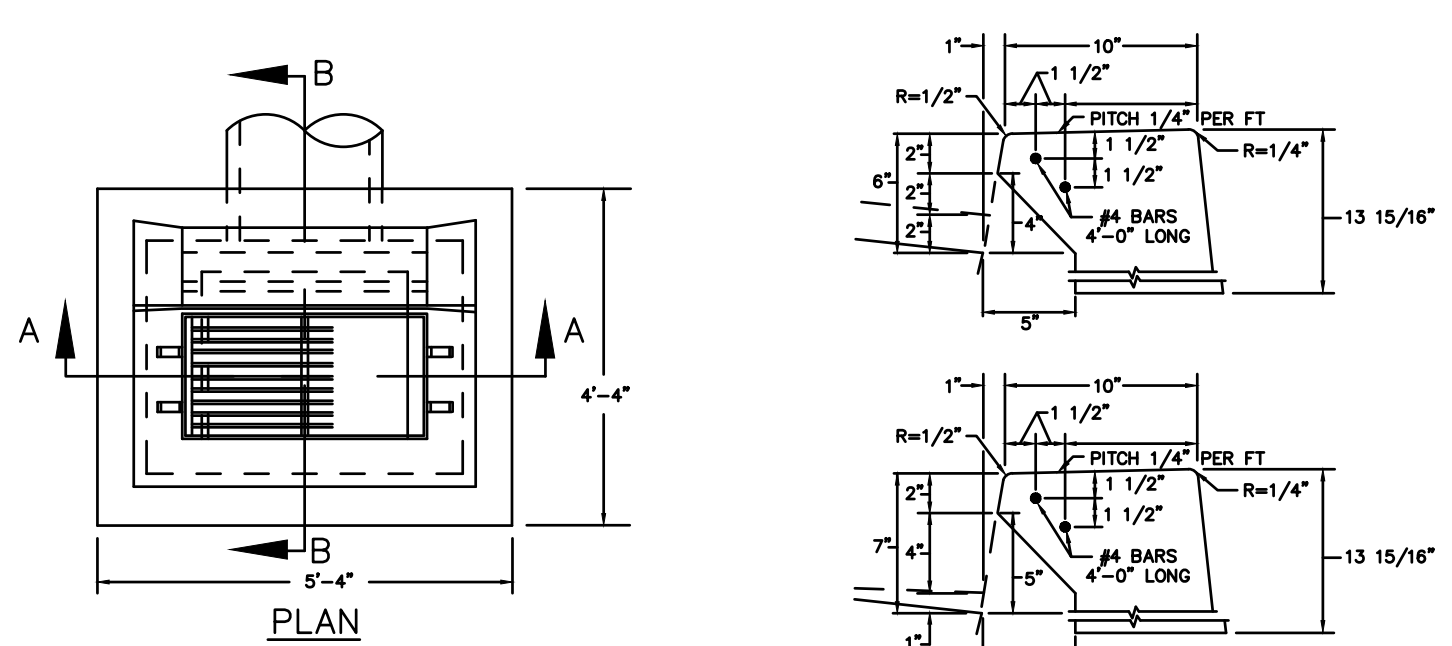 B
A
A
4'-4"
B
5'-4"
PLAN
1"
10"
1 1/2"
R=1/2"
PITCH 1/4" PER FT
1 1/2"
R=1/4"
2"
1 1/2"
6"
2"
#4 BARS
4'-0" LONG
4"
2"
13 15/16"
5"
1"
10"
1 1/2"
R=1/2"
PITCH 1/4" PER FT
1 1/2"
R=1/4"
2"
1 1/2"
7"
4"
#4 BARS
4'-0" LONG
5"
13 15/16"
1"